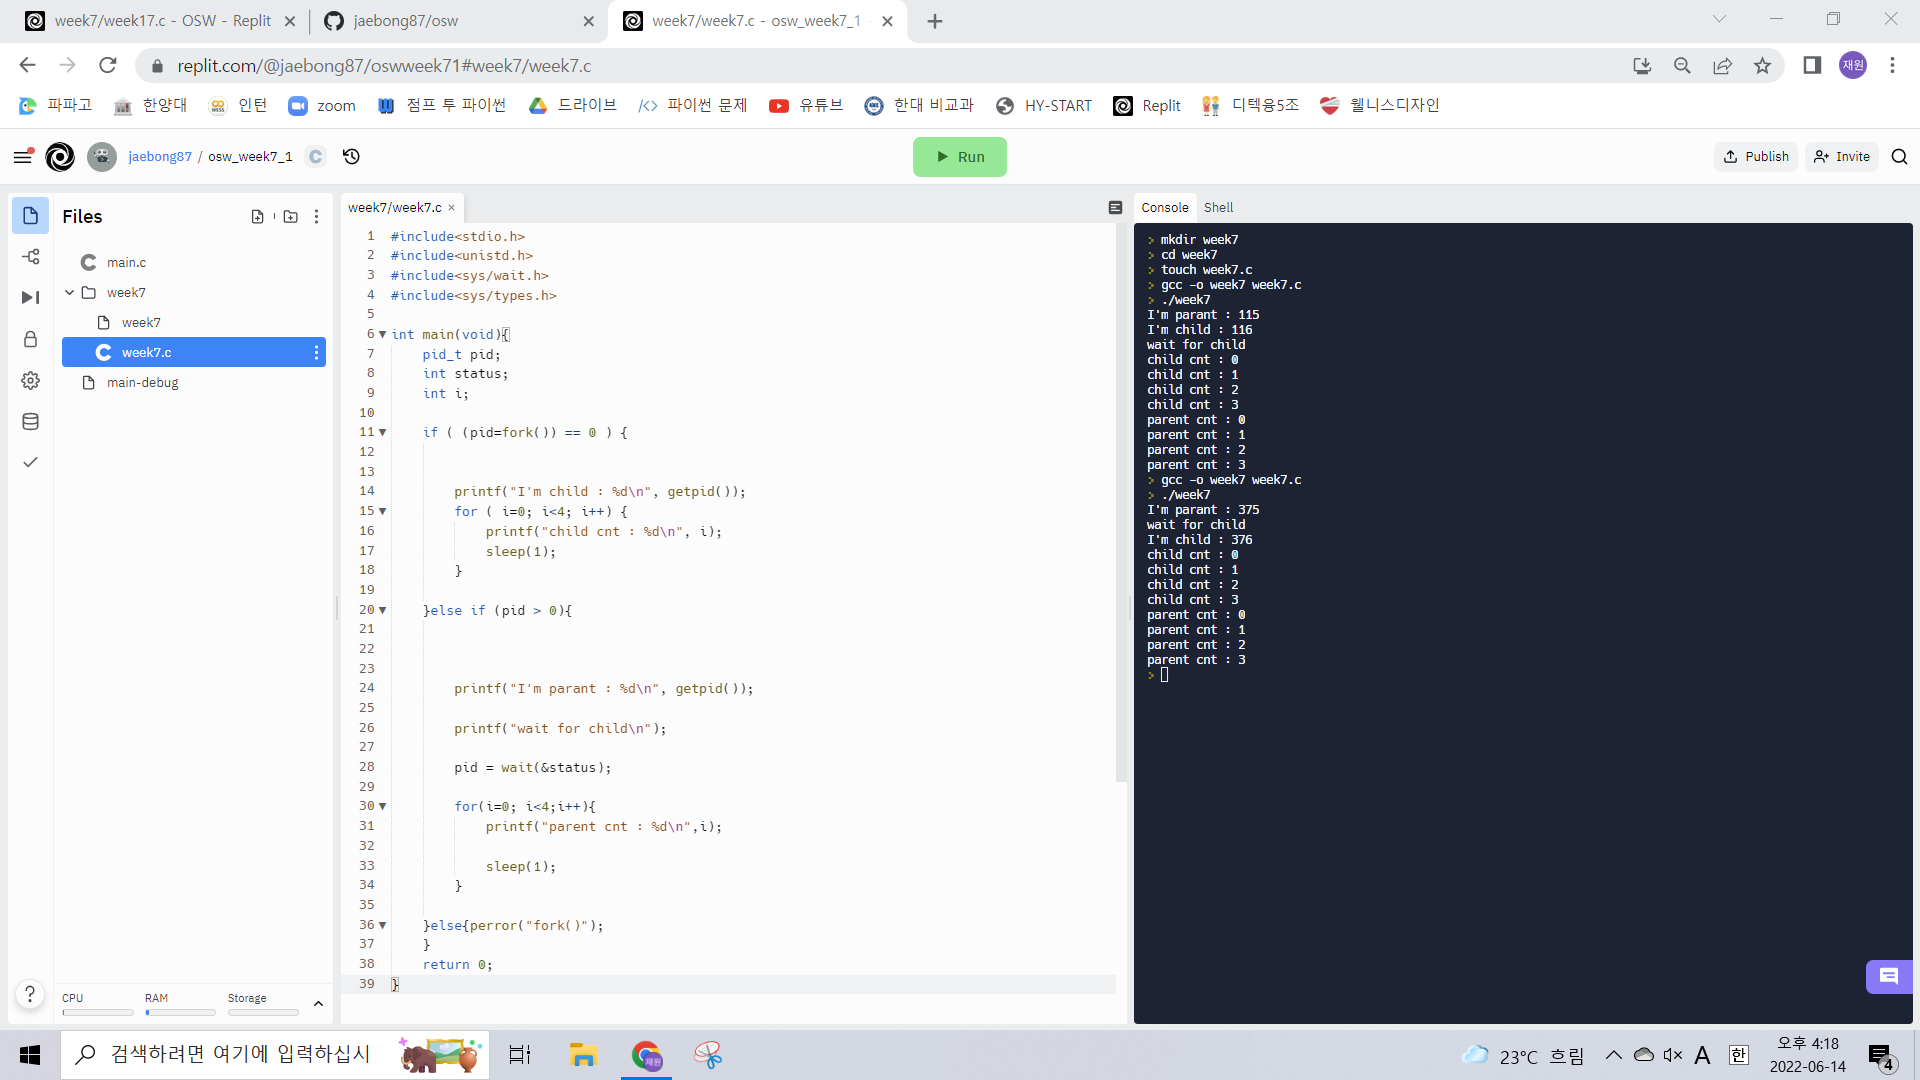 week7/week17.c - OSW - Replit
jaebong87/osw
week7/week7.c - osw_week7_1
replit.com/@jaebong87/oswweek71#week7/week7.c
재원
파파고 한양대 인턴 zoom 점프 투 파이썬 드라이브 파이썬 문제 유튜브 한대 비교과 HY-START Replit 디텍융5조 웰니스디자인
jaebong87 / osw_week7_1 C
Run
Publish Invite
Files
main.c
week7
week7
week7.c
main-debug
CPU RAM Storage
week7/week7.c
1 #include<stdio.h>
2 #include<unistd.h>
3 #include<sys/wait.h>
4 #include<sys/types.h>
5
6 int main(void){
7 pid_t pid;
8 int status;
9 int i;
10
11 if ( (pid=fork()) == 0 ) {
12
13
14 printf("I'm child : %d\n", getpid());
15 for ( i=0; i<4; i++) {
16 printf("child cnt : %d\n", i);
17 sleep(1);
18 }
19
20 }else if (pid > 0){
21
22
23
24 printf("I'm parant : %d\n", getpid());
25
26 printf("wait for child\n");
27
28 pid = wait(&status);
29
30 for(i=0; i<4;i++){
31 printf("parent cnt : %d\n",i);
32
33 sleep(1);
34 }
35
36 }else{perror("fork()");
37 }
38 return 0;
39 }
Console Shell
> mkdir week7
> cd week7
> touch week7.c
> gcc -o week7 week7.c
> ./week7
I'm parant : 115
I'm child : 116
wait for child
child cnt : 0
child cnt : 1
child cnt : 2
child cnt : 3
parent cnt : 0
parent cnt : 1
parent cnt : 2
parent cnt : 3
> gcc -o week7 week7.c
> ./week7
I'm parant : 375
wait for child
I'm child : 376
child cnt : 0
child cnt : 1
child cnt : 2
child cnt : 3
parent cnt : 0
parent cnt : 1
parent cnt : 2
parent cnt : 3
>
?
검색하려면 여기에 입력하십시
23°C 흐림
A 한
오후 4:18
2022-06-14
4